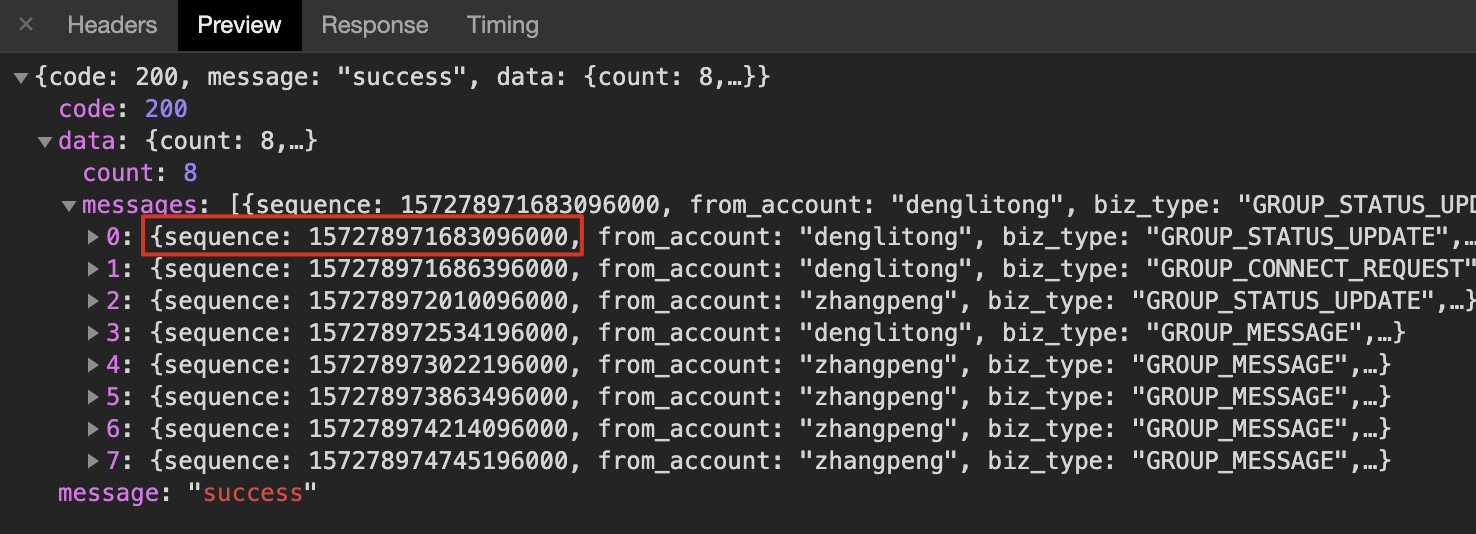 × Headers Preview Response Timing
▼{code: 200, message: "success", data: {count: 8,…}}
code: 200
▼data: {count: 8,…}
count: 8
▼messages: [{sequence: 157278971683096000, from_account: "denglitong", biz_type: "GROUP_STATUS_UPD
▶0: {sequence: 157278971683096000, from_account: "denglitong", biz_type: "GROUP_STATUS_UPDATE",…
▶1: {sequence: 157278971686396000, from_account: "denglitong", biz_type: "GROUP_CONNECT_REQUEST"
▶2: {sequence: 157278972010096000, from_account: "zhangpeng", biz_type: "GROUP_STATUS_UPDATE",…}
▶3: {sequence: 157278972534196000, from_account: "denglitong", biz_type: "GROUP_MESSAGE",…}
▶4: {sequence: 157278973022196000, from_account: "zhangpeng", biz_type: "GROUP_MESSAGE",…}
▶5: {sequence: 157278973863496000, from_account: "zhangpeng", biz_type: "GROUP_MESSAGE",…}
▶6: {sequence: 157278974214096000, from_account: "zhangpeng", biz_type: "GROUP_MESSAGE",…}
▶7: {sequence: 157278974745196000, from_account: "zhangpeng", biz_type: "GROUP_MESSAGE",…}
message: "success"